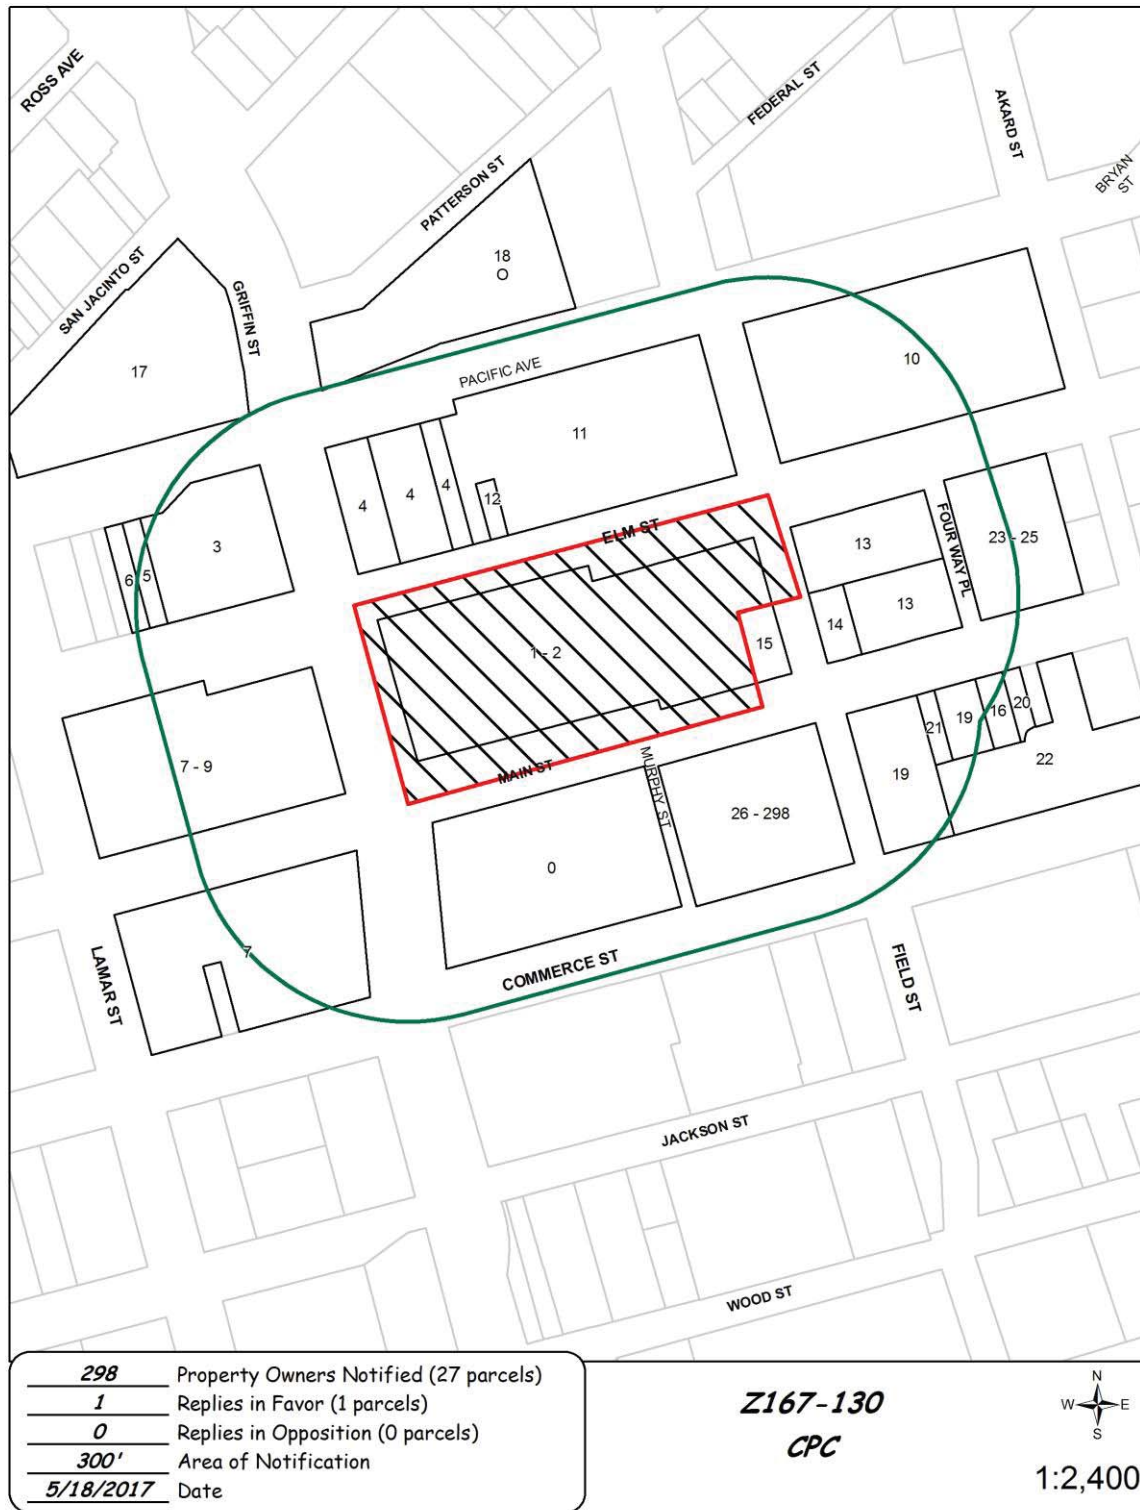 ROSS AVE
FEDERAL ST
AKARD ST
BRYAN
ST
PATTERSON ST
18
O
SAN JACINTO ST
GRIFFIN ST
17
PACIFIC AVE
10
11
4
4
4
12
ELM ST
FOUR WAY PL
23 - 25
13
3
6
5
13
14
15
1 - 2
20
16
19
21
22
7 - 9
MAIN ST
MURPHY ST
19
26 - 298
0
7
LAMAR ST
COMMERCE ST
FIELD ST
JACKSON ST
WOOD ST
298 Property Owners Notified (27 parcels)
1 Replies in Favor (1 parcels)
0 Replies in Opposition (0 parcels)
300' Area of Notification
5/18/2017 Date
Z167-130
CPC
N
W E
S
1:2,400